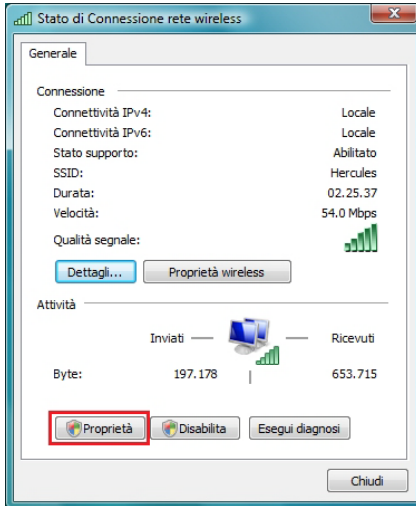 Stato di Connessione rete wireless
Generale
Connessione
Connettività IPv4: Locale
Connettività IPv6: Locale
Stato supporto: Abilitato
SSID: Hercules
Durata: 02.25.37
Velocità: 54.0 Mbps
Qualità segnale:
Dettagli... Proprietà wireless
Attività
Inviati Ricevuti
Byte: 197.178 653.715
Proprietà Disabilita Esegui diagnosi
Chiudi